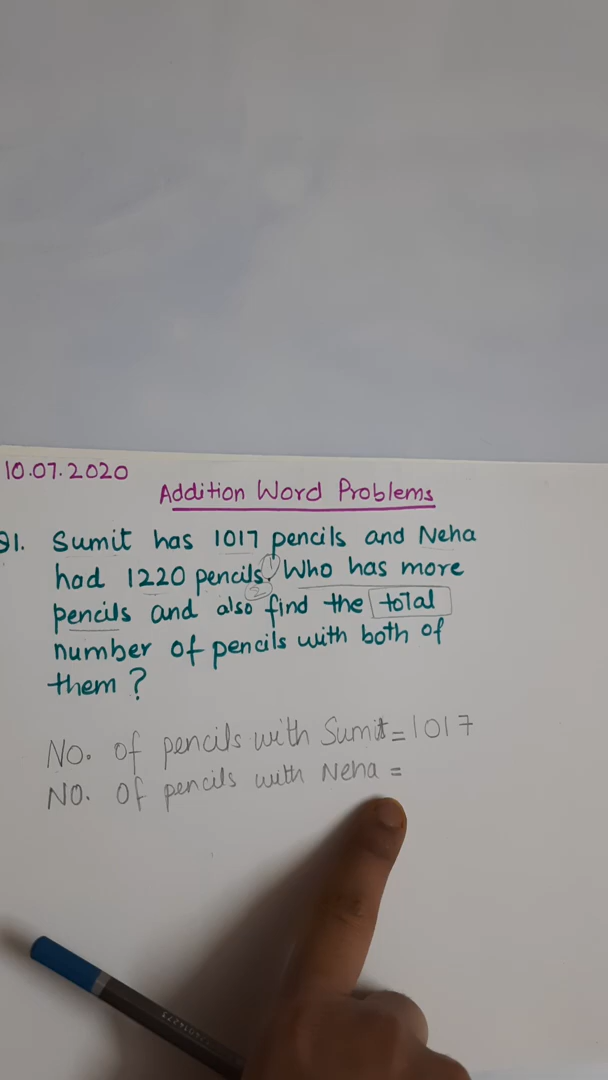 10.07.2020
Addition Word Problems
Q1. Sumit has 1017 pencils and Neha
had 1220 pencils. Who has more
pencils and also find the total
number of pencils with both of
them ?
No. of pencils with Sumit = 1017
No. of pencils with Neha =